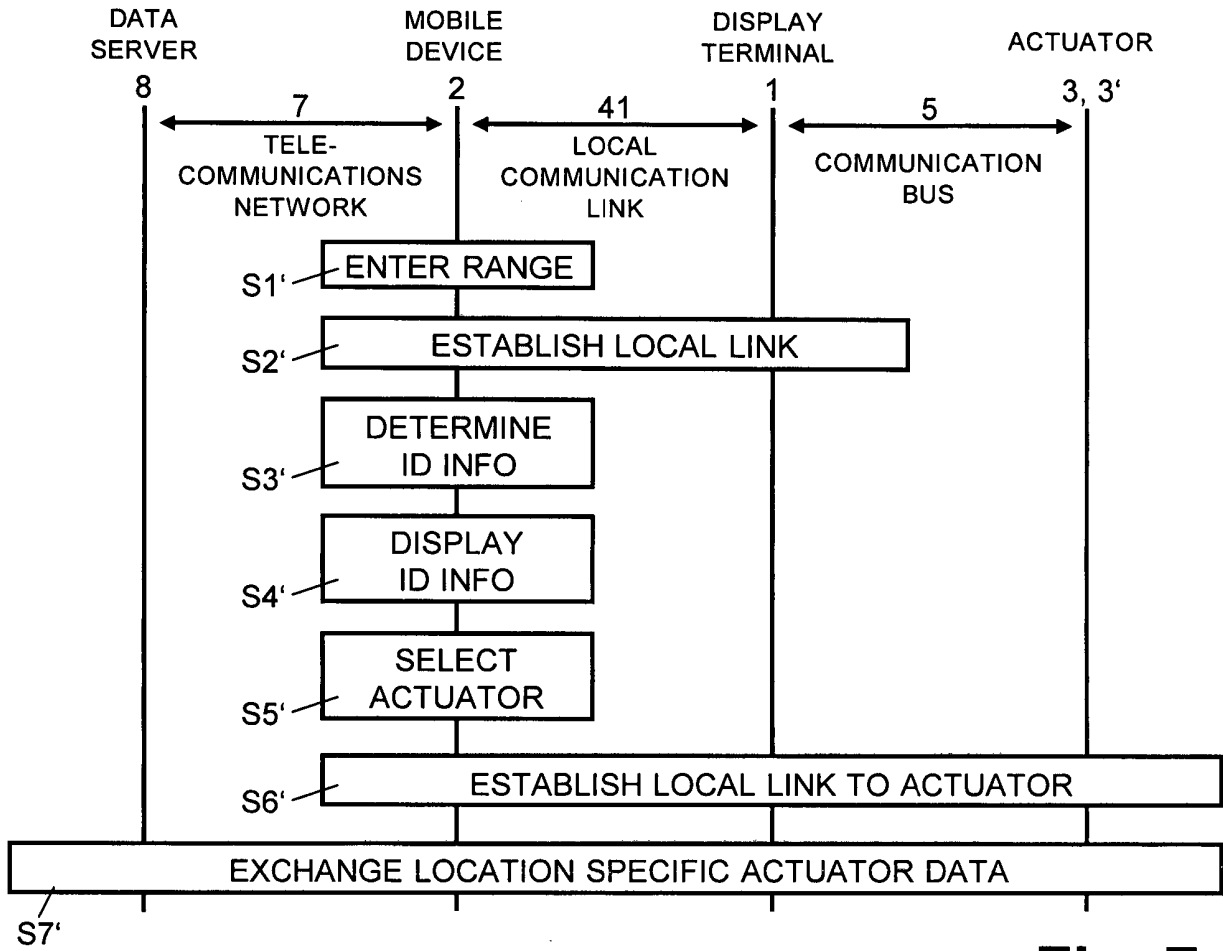 DATA
SERVER
8
MOBILE
DEVICE
2
DISPLAY
TERMINAL
1
ACTUATOR
3, 3‘
7
TELE-
COMMUNICATIONS
NETWORK
41
LOCAL
COMMUNICATION
LINK
5
COMMUNICATION
BUS
S1‘
ENTER RANGE
S2‘
ESTABLISH LOCAL LINK
S3‘
DETERMINE
ID INFO
S4‘
DISPLAY
ID INFO
S5‘
SELECT
ACTUATOR
S6‘
ESTABLISH LOCAL LINK TO ACTUATOR
EXCHANGE LOCATION SPECIFIC ACTUATOR DATA
S7‘